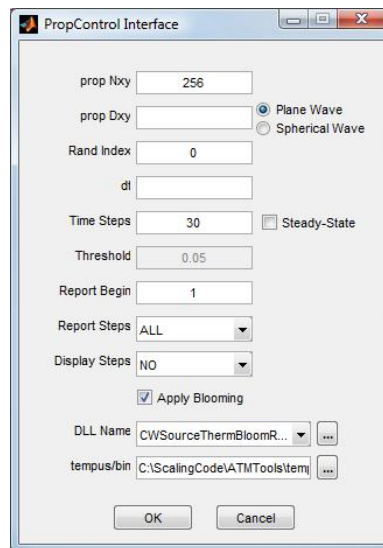 PropControl Interface
prop Nxy 256
prop Dxy
Plane Wave
Spherical Wave
Rand Index 0
dt
Time Steps 30 Steady-State
Threshold 0.05
Report Begin 1
Report Steps ALL
Display Steps NO
Apply Blooming
DLL Name CWSourceThermBloomR... ...
tempus/bin C:\ScalingCode\ATMTools\temp ...
OK Cancel